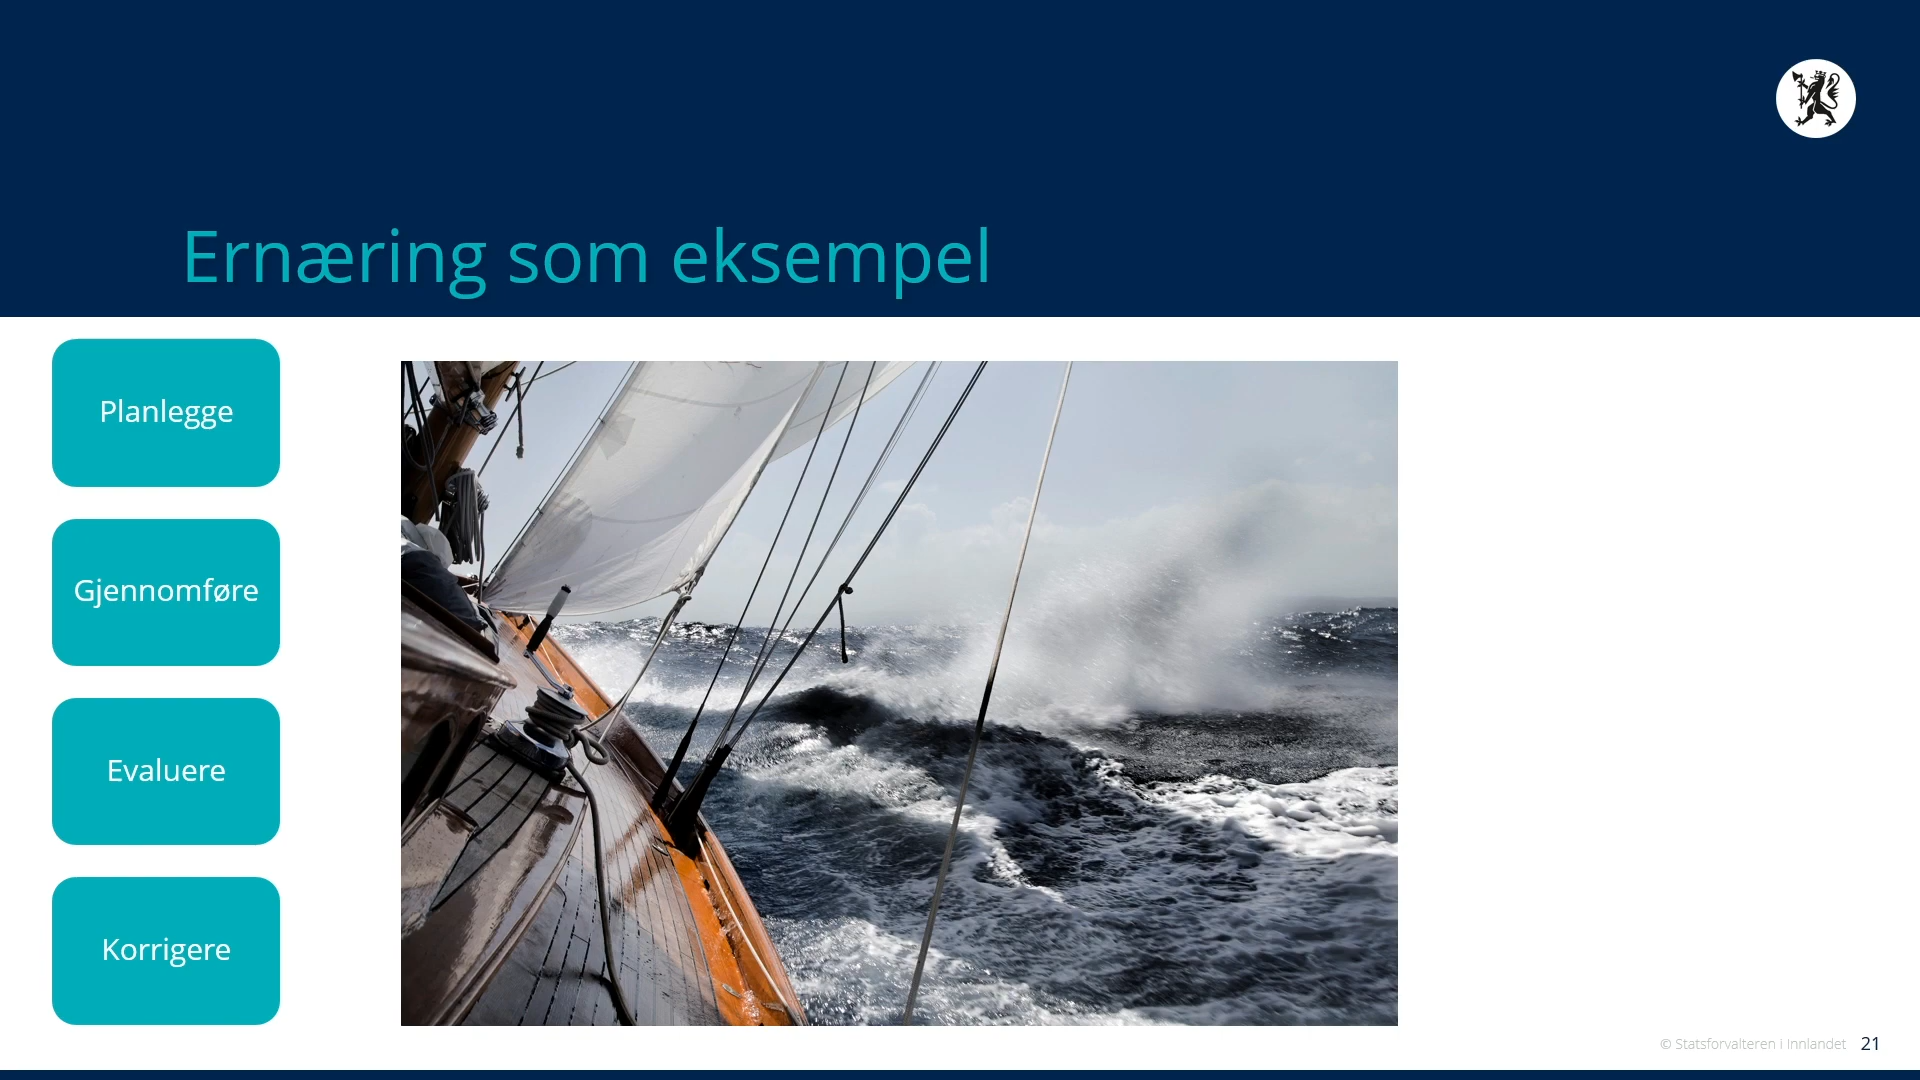 Ernæring som eksempel
Planlegge
Gjennomføre
Evaluere
Korrigere
© Statsforvalteren i Innlandet 21